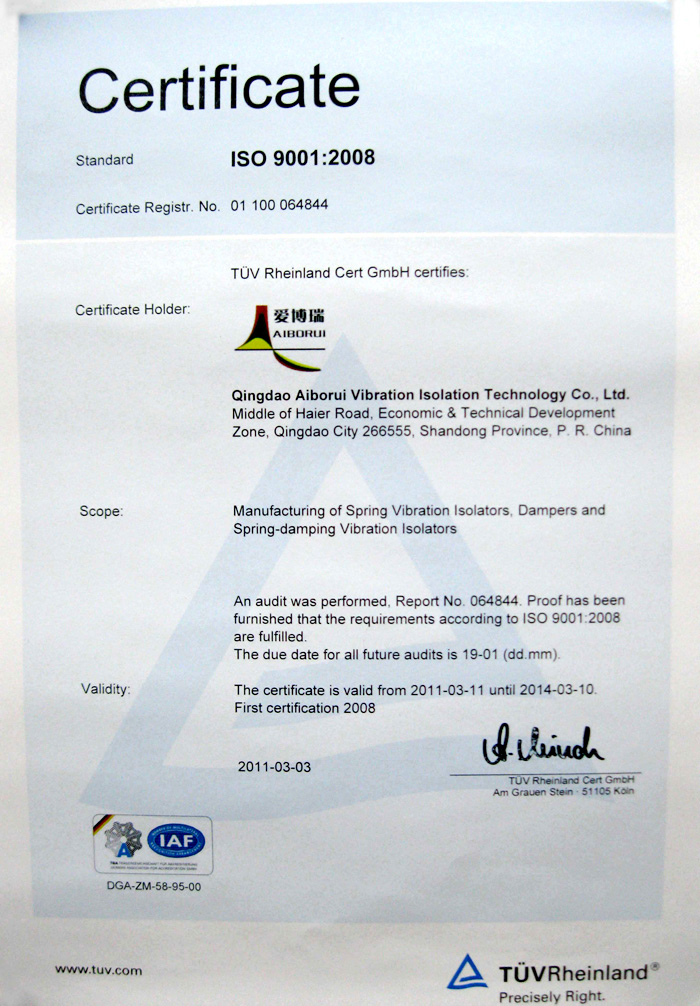 Certificate
Standard ISO 9001:2008
Certificate Registr. No. 01 100 064844
TÜV Rheinland Cert GmbH certifies:
Certificate Holder:
爱博瑞
AIBORUI
Qingdao Aiborui Vibration Isolation Technology Co., Ltd.
Middle of Haier Road, Economic & Technical Development
Zone, Qingdao City 266555, Shandong Province, P. R. China
Scope: Manufacturing of Spring Vibration Isolators, Dampers and
Spring-damping Vibration Isolators
An audit was performed, Report No. 064844. Proof has been
furnished that the requirements according to ISO 9001:2008
are fulfilled.
The due date for all future audits is 19-01 (dd.mm).
Validity: The certificate is valid from 2011-03-11 until 2014-03-10.
First certification 2008
2011-03-03
TÜV Rheinland Cert GmbH
Am Grauen Stein · 51105 Köln
IAF
DGA-ZM-58-95-00
www.tuv.com
TÜVRheinland®
Precisely Right.